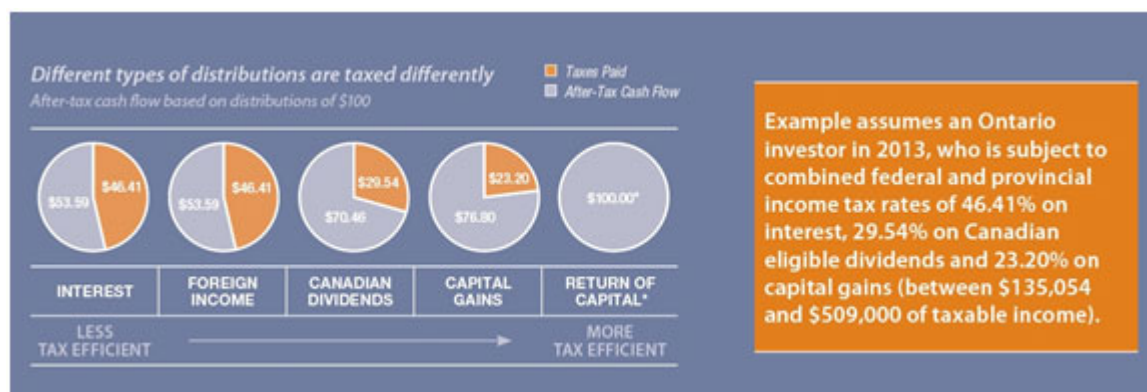 Different types of distributions are taxed differently
After-tax cash flow based on distributions of $100
Taxes Paid
After-Tax Cash Flow
$53.59
$46.41
$53.59
$46.41
$29.54
$70.46
$23.20
$76.80
$100.00*
INTEREST
FOREIGN
INCOME
CANADIAN
DIVIDENDS
CAPITAL
GAINS
RETURN OF
CAPITAL*
LESS
TAX EFFICIENT
MORE
TAX EFFICIENT
Example assumes an Ontario
investor in 2013, who is subject to
combined federal and provincial
income tax rates of 46.41% on
interest, 29.54% on Canadian
eligible dividends and 23.20% on
capital gains (between $135,054
and $509,000 of taxable income).